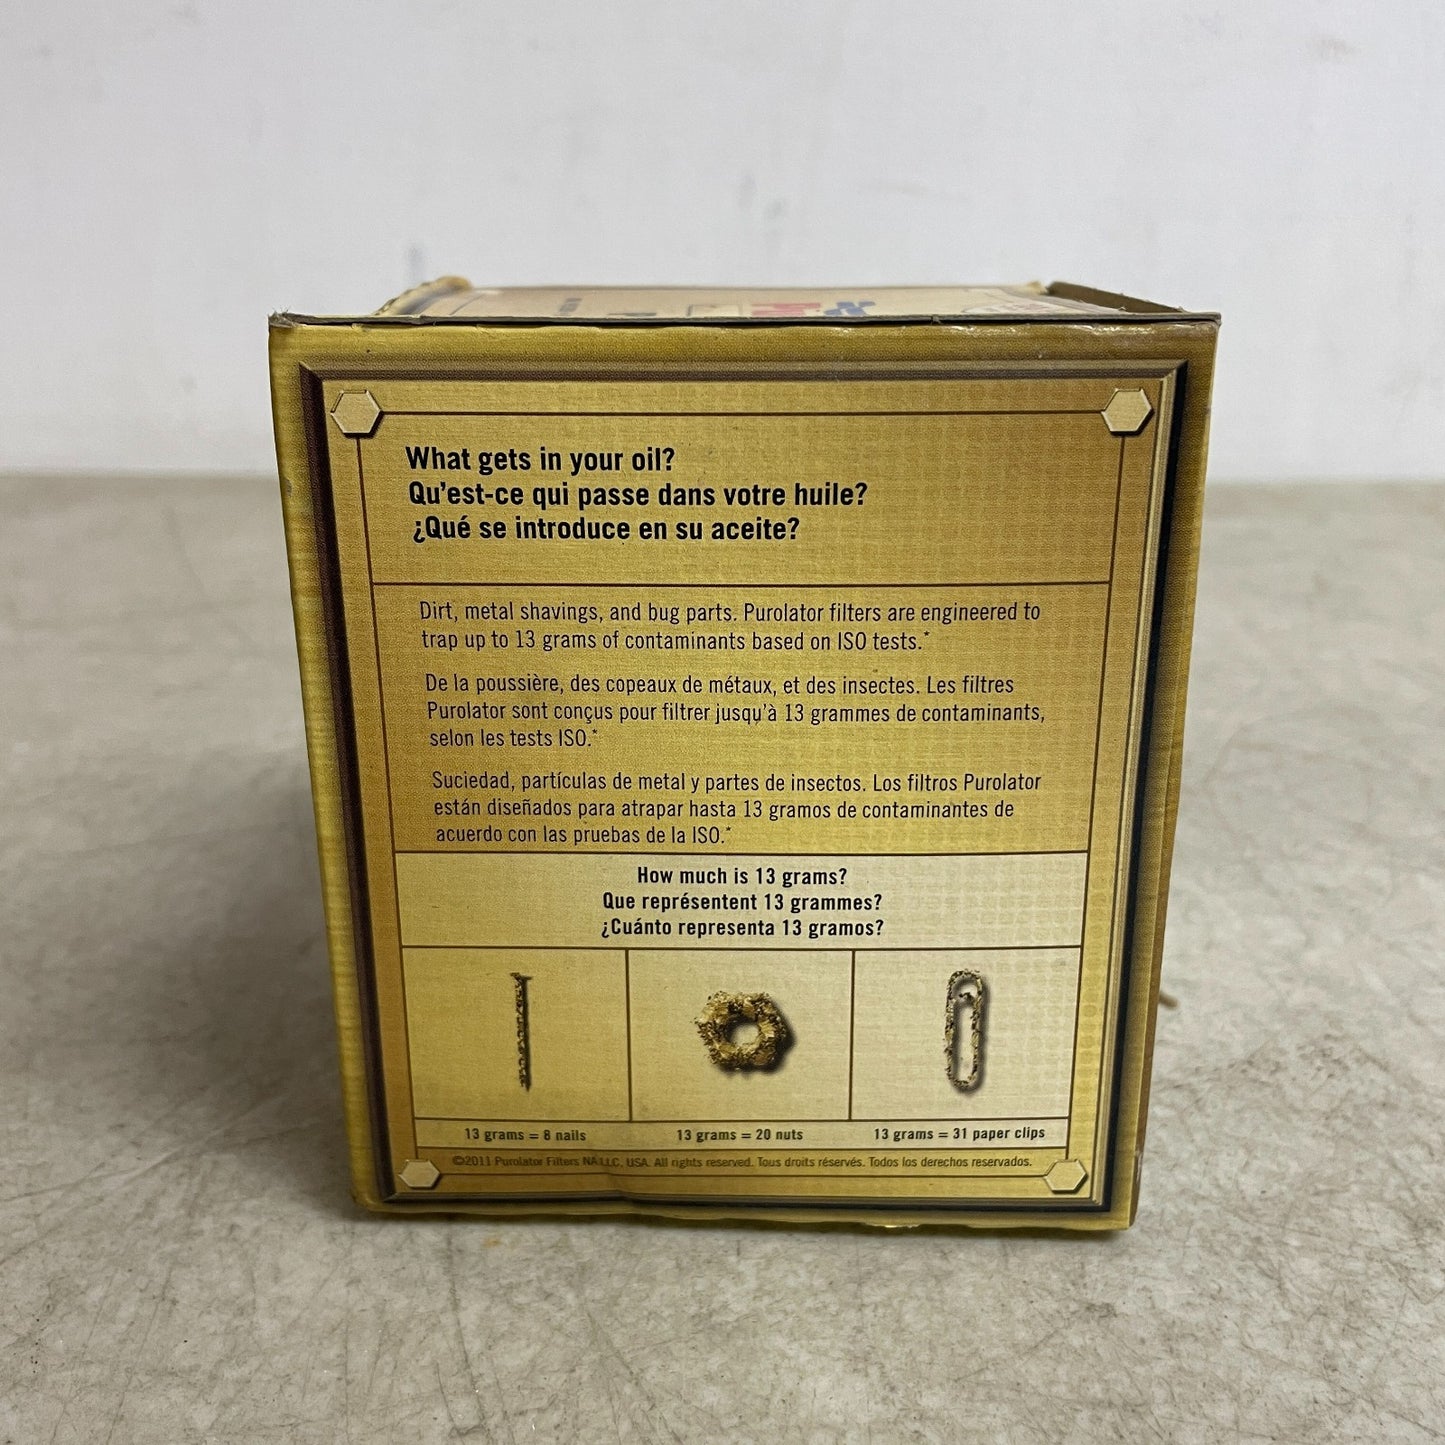 What gets in your oil?
Qu'est-ce qui passe dans votre huile?
¿Qué se introduce en su aceite?
Dirt, metal shavings, and bug parts. Purolator filters are engineered to
trap up to 13 grams of contaminants based on ISO tests.*
De la poussière, des copeaux de métaux, et des insectes. Les filtres
Purolator sont conçus pour filtrer jusqu'à 13 grammes de contaminants,
selon les tests ISO.*
Suciedad, partículas de metal y partes de insectos. Los filtros Purolator
están diseñados para atrapar hasta 13 gramos de contaminantes de
acuerdo con las pruebas de la ISO.*
How much is 13 grams?
Que représentent 13 grammes?
¿Cuánto representa 13 gramos?
13 grams = 8 nails
13 grams = 20 nuts
13 grams = 31 paper clips
©2011 Purolator Filters NA LLC, USA. All rights reserved. Tous droits réservés. Todos los derechos reservados.